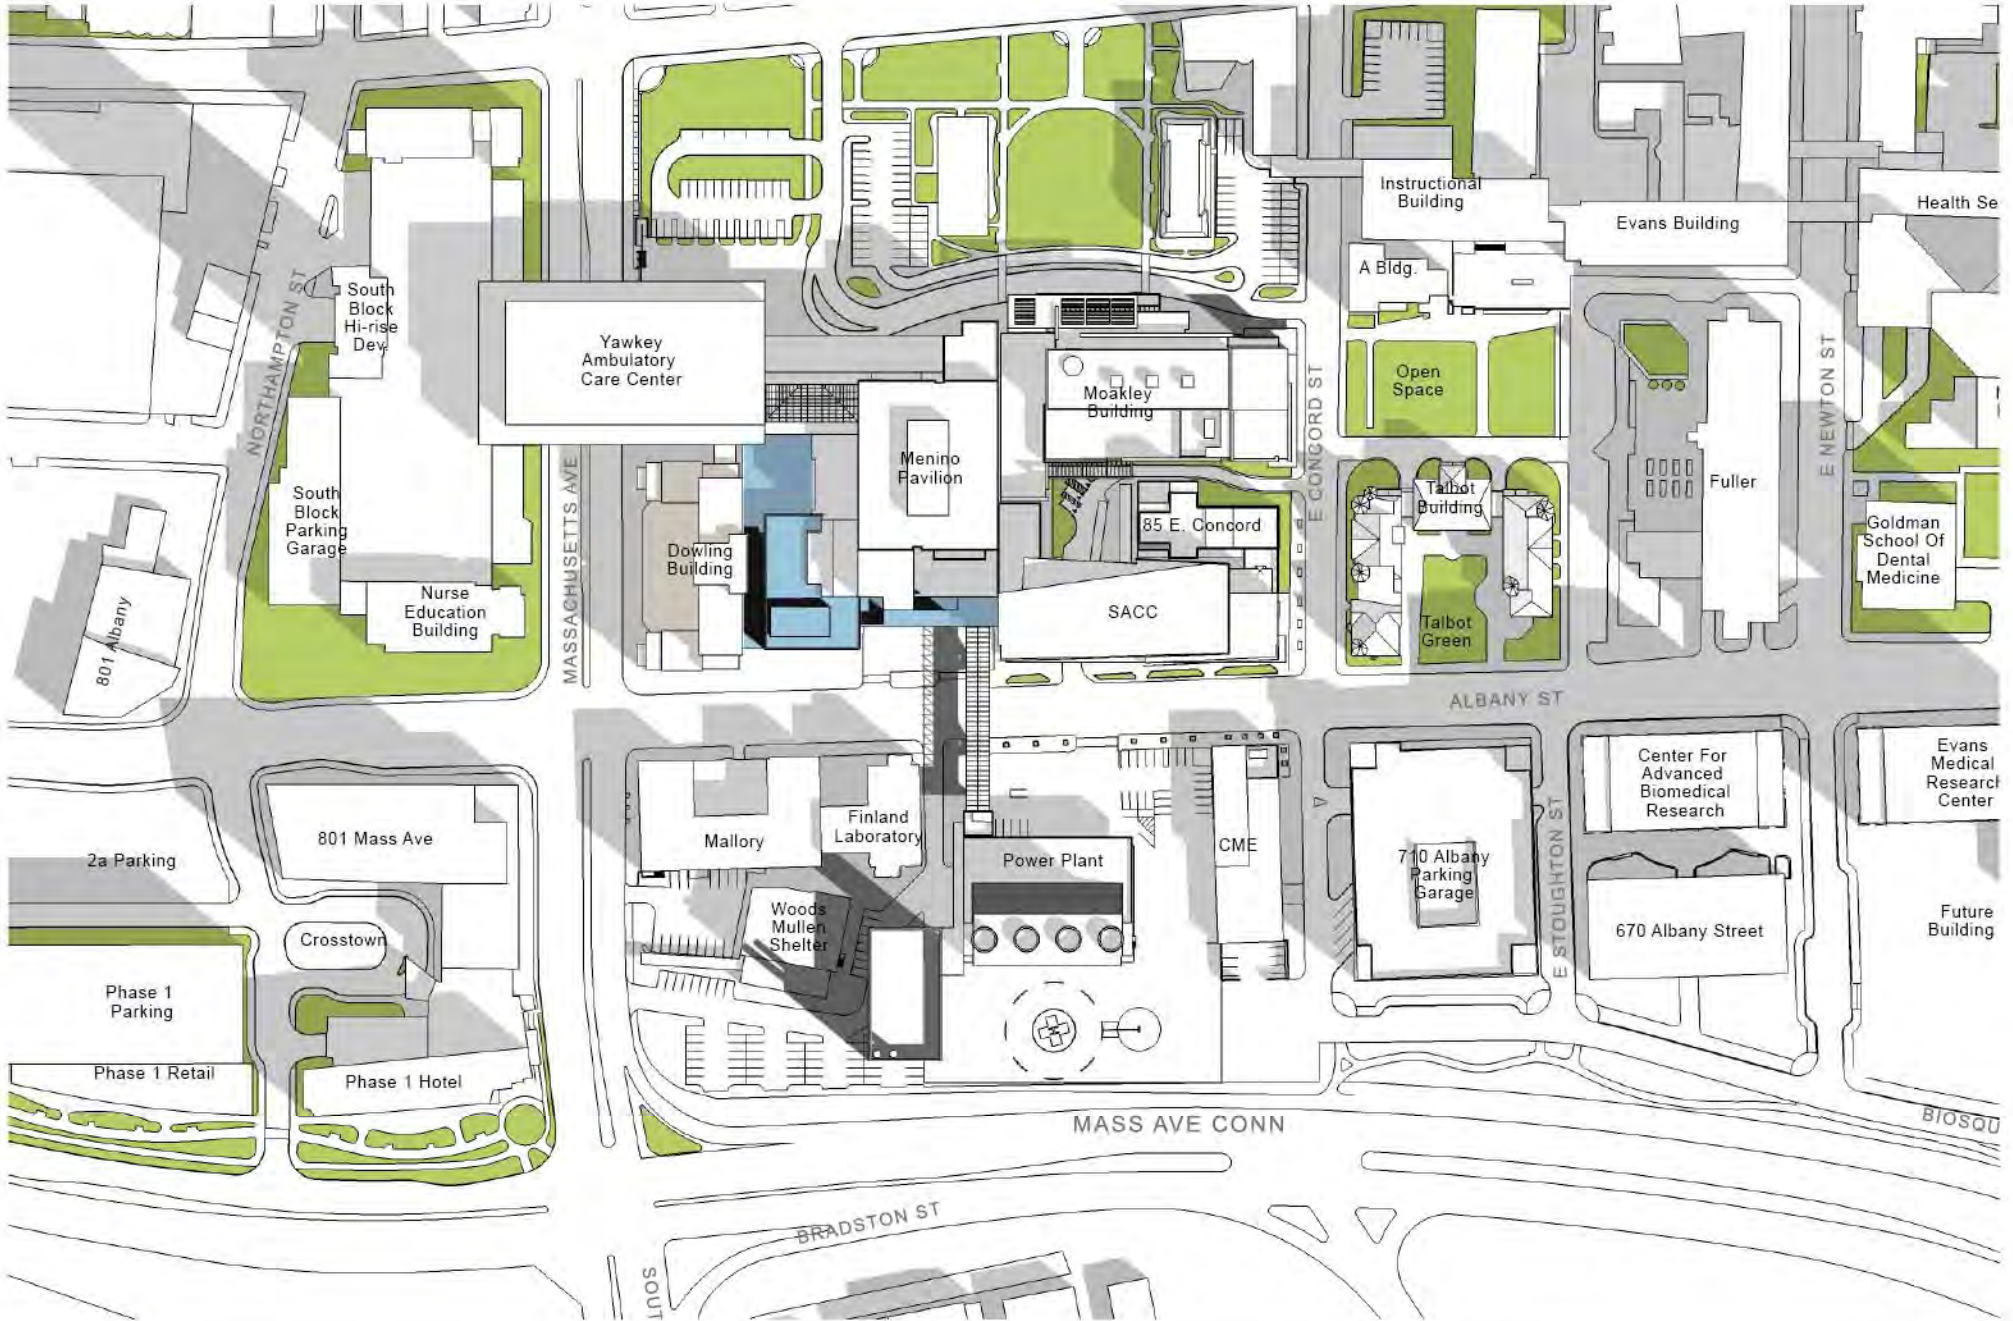 Instructional
Building
Evans Building
Health Se
A Bldg.
South
Block
Hi-rise
Dev.
NORTHAMPTON ST
Yawkey
Ambulatory
Care Center
Moakley
Building
E CONCORD ST
Open
Space
E NEWTON ST
Menino
Pavilion
Talbot
Building
Fuller
South
Block
Parking
Garage
MASSACHUSETTS AVE
Dowling
Building
85 E. Concord
Goldman
School Of
Dental
Medicine
Nurse
Education
Building
SACC
Talbot
Green
801 Albany
ALBANY ST
Center For
Advanced
Biomedical
Research
Evans
Medical
Research
Center
801 Mass Ave
2a Parking
Mallory
Finland
Laboratory
Power Plant
CME
710 Albany
Parking
Garage
E STOUGHTON ST
Woods
Mullen
Shelter
Crosstown
670 Albany Street
Future
Building
Phase 1
Parking
Phase 1 Retail
Phase 1 Hotel
MASS AVE CONN
BIOSQU
BRADSTON ST
SOUT